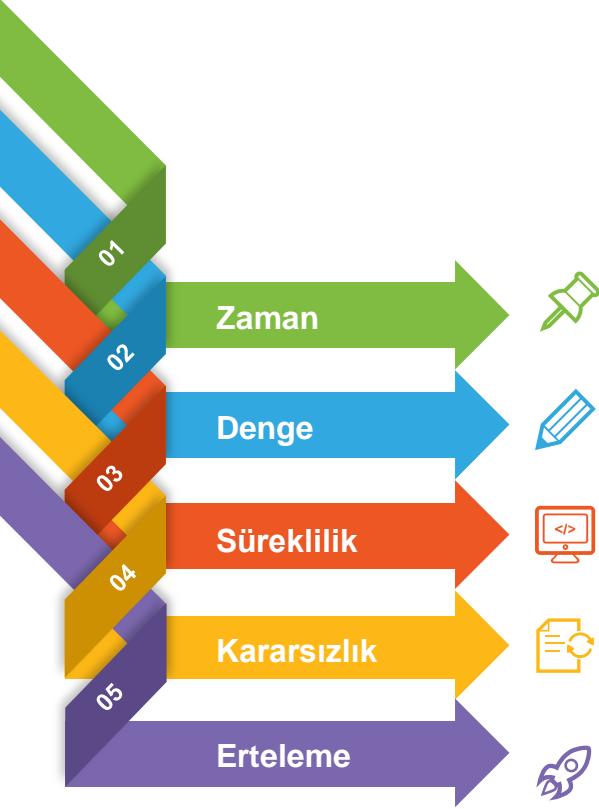 01
Zaman
02
Denge
03
</>
Süreklilik
04
Kararsızlık
05
Erteleme